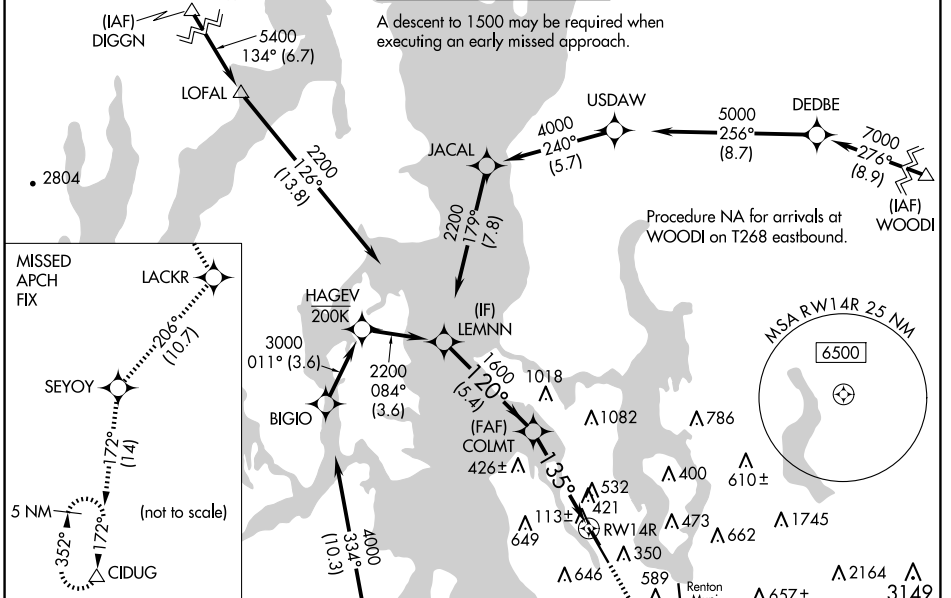 (IAF)
DIGGN
5400
134° (6.7)
A descent to 1500 may be required when
executing an early missed approach.
LOFAL
USDAW
DEDBE
5000
256°
(8.7)
4000
240°
(5.7)
7000
276°
(8.9)
(IAF)
WOODI
JACAL
2200
126°
(13.8)
2804
2200
179°
(7.8)
Procedure NA for arrivals at
WOODI on T268 eastbound.
MISSED
APCH
FIX
LACKR
206°
(10.7)
SEYOY
172°
(14)
5 NM
(not to scale)
352°
172°
CIDUG
HAGEV
200K
3000
011° (3.6)
2200
084°
(3.6)
BIGIO
(IF)
LEMNN
1600
120°
(5.4)
1018
(FAF)
COLMT
426±
135°
1082
786
MSA RW14R 25 NM
6500
400
610±
532
421
113±
649
RW14R
473
662
1745
350
4000
334°
(10.3)
646
589
Renton
657±
2164
3149